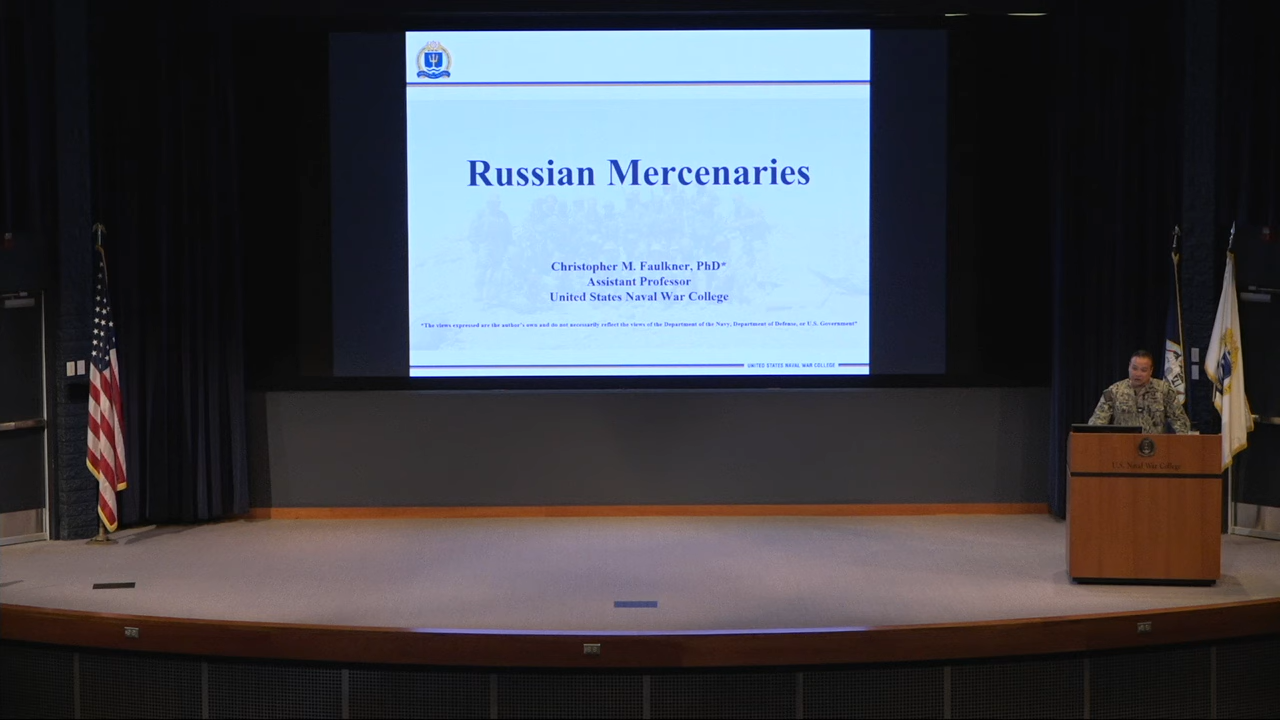 Russian Mercenaries
Christopher M. Faulkner, PhD*
Assistant Professor
United States Naval War College
*The views expressed are the author's own and do not necessarily reflect the views of the Department of the Navy, Department of Defense, or U.S. Government*
UNITED STATES NAVAL WAR COLLEGE
U.S. Naval War College